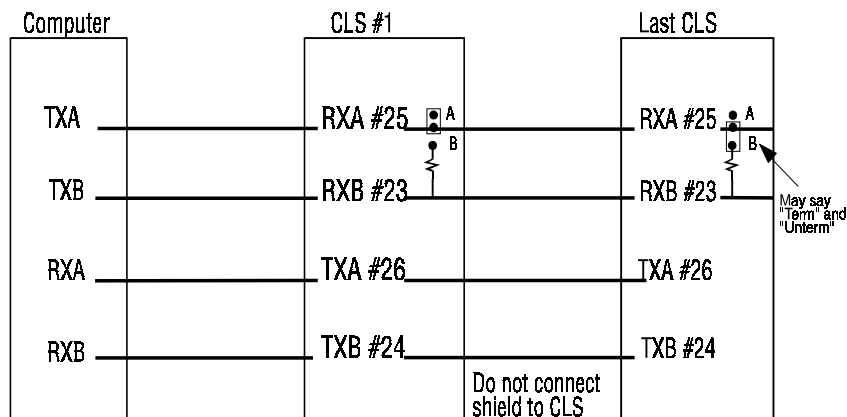 Computer CLS #1 Last CLS
TXA RXA #25 A RXA #25 A
B B
TXB RXB #23 RXB #23
May say
"Term" and
"Unterm"
RXA TXA #26 TXA #26
RXB TXB #24 TXB #24
Do not connect
shield to CLS